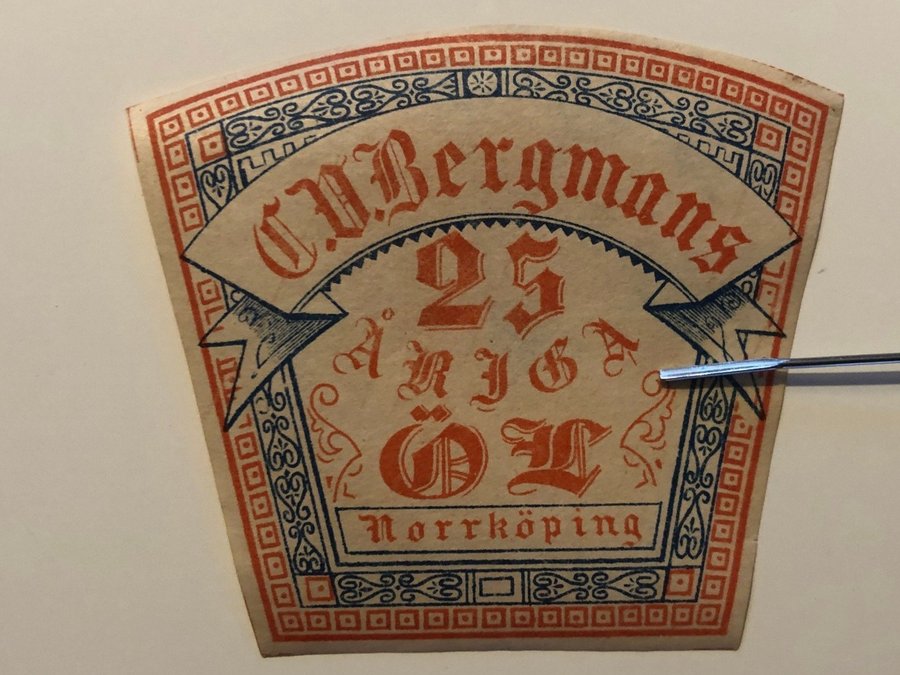 C.V.Bergmans
25
ÅRIGA
ÖL
Norrköping